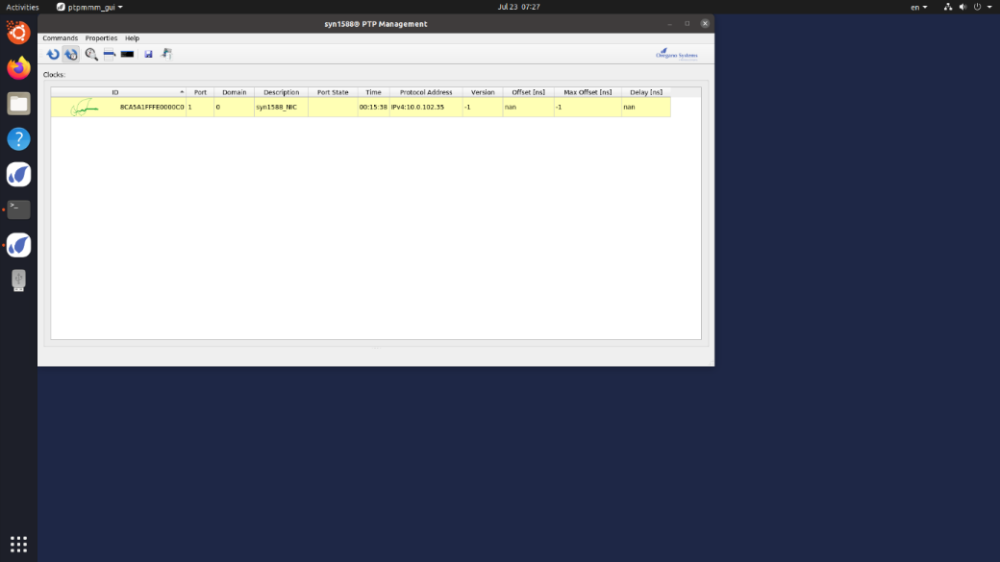 Activities ptpmmm_gui Jul 23 07:27 en
syn1588® PTP Management
Commands Properties Help
Oregano Systems
Clocks:
ID Port Domain Description Port State Time Protocol Address Version Offset [ns] Max Offset [ns] Delay [ns]
8CA5A1FFFE0000C0 1 0 syn1588_NIC 00:15:38 IPv4:10.0.102.35 -1 nan -1 nan